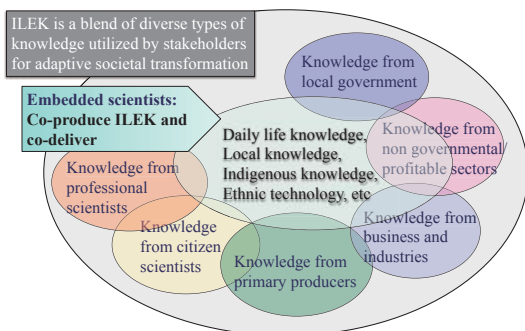 ILEK is a blend of diverse types of
knowledge utilized by stakeholders
for adaptive societal transformation
Embedded scientists:
Co-produce ILEK and
co-deliver
Knowledge from
local government
Daily life knowledge,
Local knowledge,
Indigenous knowledge,
Ethnic technology, etc
Knowledge from
non governmental/
profitable sectors
Knowledge from
professional
scientists
Knowledge from
business and
industries
Knowledge
from citizen
scientists
Knowledge from
primary producers